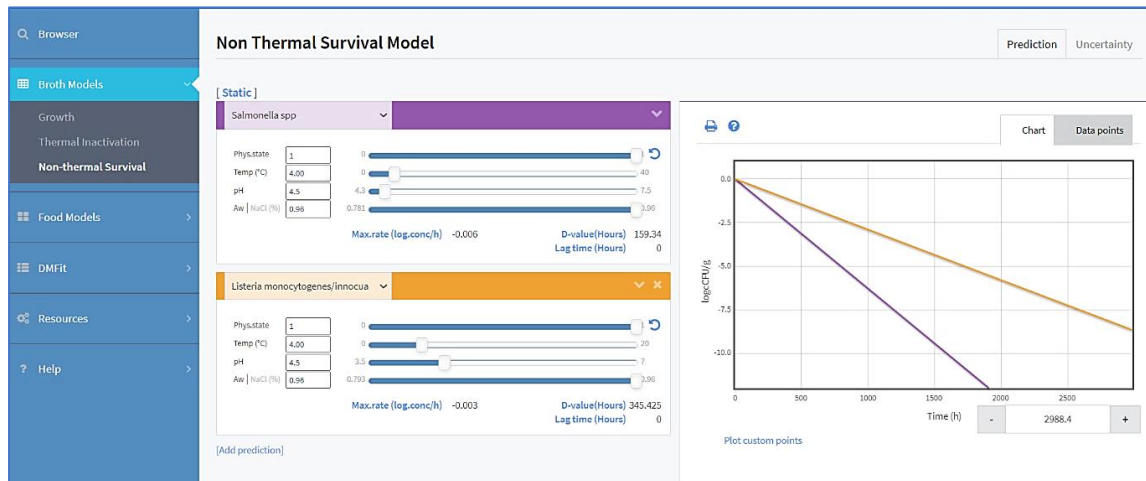 Browser
Broth Models
Growth
Thermal Inactivation
Non-thermal Survival
Food Models
DMFit
Resources
? Help
Non Thermal Survival Model
Prediction Uncertainty
[ Static ]
Salmonella spp
Phys.state 1 0
Temp (°C) 4.00 0 40
pH 4.5 4.3 7.5
Aw | NaCl (%) 0.96 0.781 0.96
Max.rate (log.conc/h) -0.006 D-value(Hours) 159.34
Lag time (Hours) 0
Listeria monocytogenes/innocua
Phys.state 1 0
Temp (°C) 4.00 0 20
pH 4.5 3.5 7
Aw | NaCl (%) 0.96 0.793 0.96
Max.rate (log.conc/h) -0.003 D-value(Hours) 345.425
Lag time (Hours) 0
[Add prediction]
?
Chart Data points
0.0
-2.5
-5.0
-7.5
-10.0
logcCFU/g
0 500 1000 1500 2000 2500
Time (h) - 2988.4 +
Plot custom points